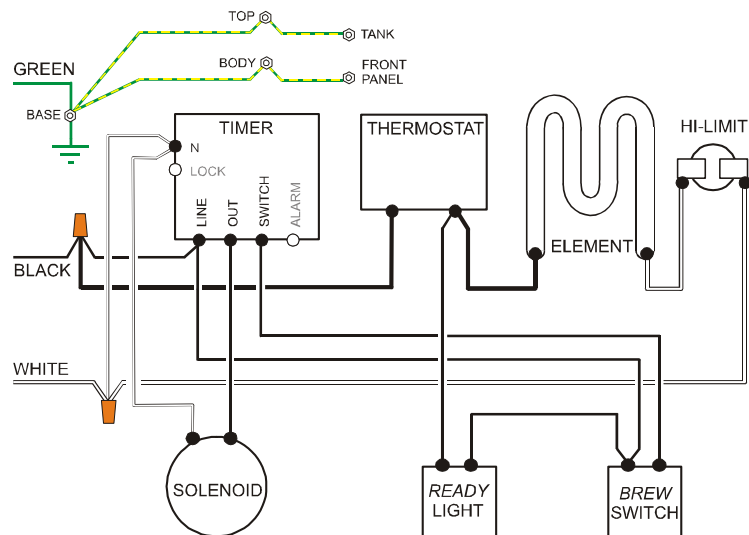 TOP
TANK
BODY
FRONT
PANEL
GREEN
BASE
TIMER
THERMOSTAT
HI-LIMIT
N
LOCK
LINE
OUT
SWITCH
ALARM
ELEMENT
BLACK
WHITE
SOLENOID
READY
LIGHT
BREW
SWITCH